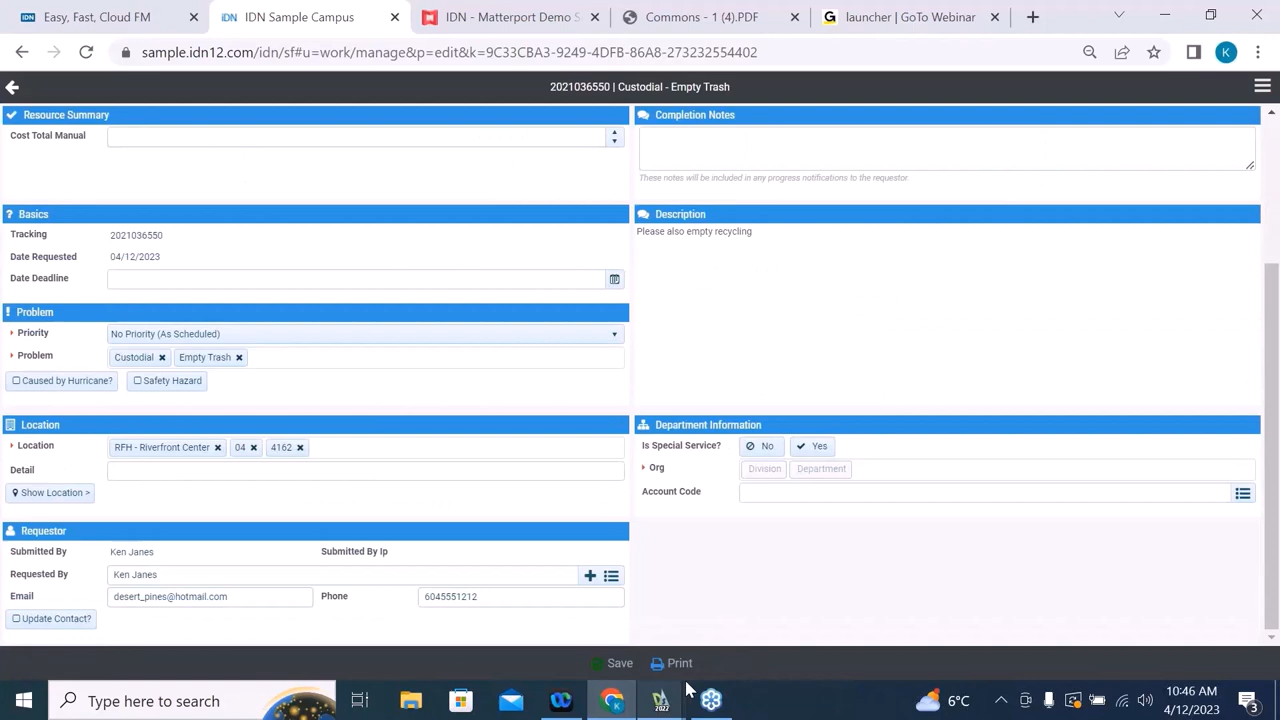 Easy, Fast, Cloud FM
IDN Sample Campus
IDN - Matterport Demo S
Commons - 1 (4).PDF
launcher | GoTo Webinar
sample.idn12.com/idn/sf#u=work/manage&p=edit&k=9C33CBA3-9249-4DFB-86A8-273232554402
2021036550 | Custodial - Empty Trash
Resource Summary
Cost Total Manual
Completion Notes
These notes will be included in any progress notifications to the requestor.
Basics
Tracking 2021036550
Date Requested 04/12/2023
Date Deadline
Description
Please also empty recycling
Problem
Priority No Priority (As Scheduled)
Problem Custodial Empty Trash
Caused by Hurricane? Safety Hazard
Location
Location RFH - Riverfront Center 04 4162
Detail
Show Location >
Department Information
Is Special Service? No Yes
Org Division Department
Account Code
Requestor
Submitted By Ken Janes Submitted By Ip
Requested By Ken Janes
Email desert_pines@hotmail.com Phone 6045551212
Update Contact?
Save Print
Type here to search
2022
6°C
10:46 AM
4/12/2023
3